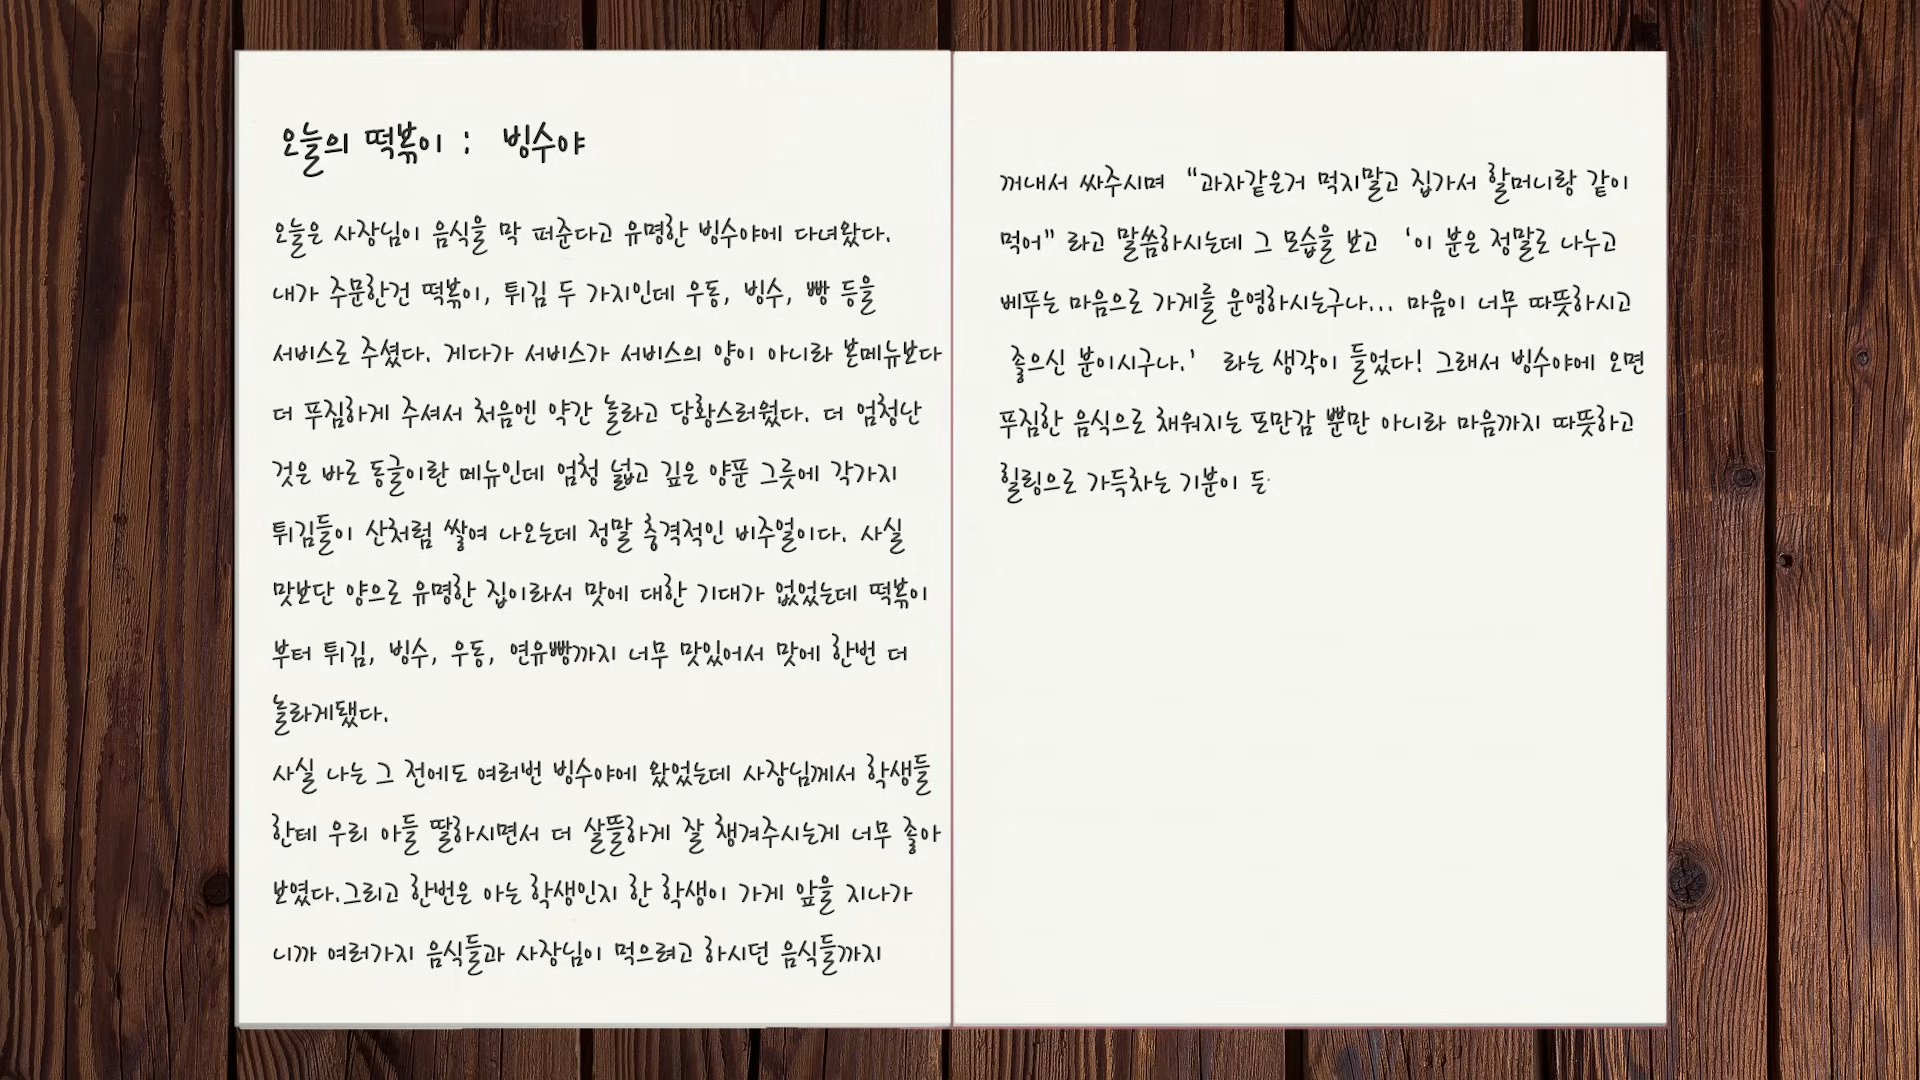 오늘의 떡볶이 : 빙수야
오늘은 사장님이 음식을 막 퍼준다고 유명한 빙수야에 다녀왔다.
내가 주문한건 떡볶이, 튀김 두 가지인데 우동, 빙수, 빵 등을
서비스로 주셨다. 게다가 서비스가 서비스의 양이 아니라 본메뉴보다
더 푸짐하게 주셔서 처음엔 약간 놀라고 당황스러웠다. 더 엄청난
것은 바로 동글이란 메뉴인데 엄청 넓고 깊은 양푼 그릇에 각가지
튀김들이 산처럼 쌓여 나오는데 정말 충격적인 비주얼이다. 사실
맛보단 양으로 유명한 집이라서 맛에 대한 기대가 없었는데 떡볶이
부터 튀김, 빙수, 우동, 연유빵까지 너무 맛있어서 맛에 한번 더
놀라게됐다.
사실 나는 그 전에도 여러번 빙수야에 왔었는데 사장님께서 학생들
한테 우리 아들 딸하시면서 더 살뜰하게 잘 챙겨주시는게 너무 좋아
보였다.그리고 한번은 아는 학생인지 한 학생이 가게 앞을 지나가
니까 여러가지 음식들과 사장님이 먹으려고 하시던 음식들까지
꺼내서 싸주시며 “과자같은거 먹지말고 집가서 할머니랑 같이
먹어" 라고 말씀하시는데 그 모습을 보고 ‘이 분은 정말로 나누고
베푸는 마음으로 가게를 운영하시는구나... 마음이 너무 따뜻하시고
좋으신 분이시구나.’ 라는 생각이 들었다! 그래서 빙수야에 오면
푸짐한 음식으로 채워지는 포만감 뿐만 아니라 마음까지 따뜻하고
힐링으로 가득차는 기분이 든